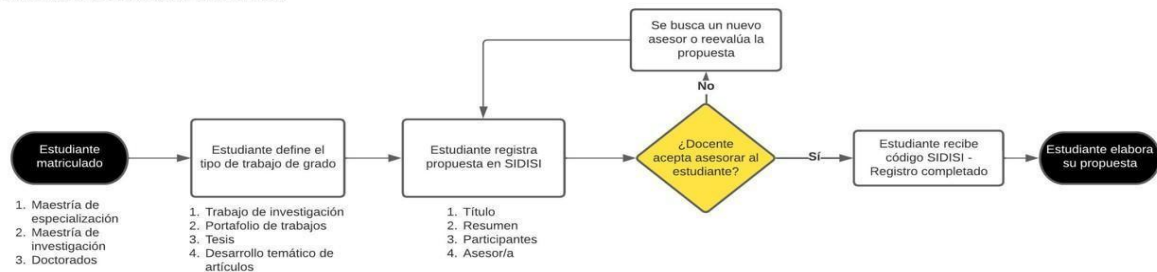 Se busca un nuevo
asesor o reevalúa la
propuesta
No
Estudiante
matriculado
Estudiante define el
tipo de trabajo de grado
Estudiante registra
propuesta en SIDISI
¿Docente
acepta asesorar al
estudiante?
Sí
Estudiante recibe
código SIDISI -
Registro completado
Estudiante elabora
su propuesta
1. Maestría de
especialización
2. Maestría de
investigación
3. Doctorados
1. Trabajo de investigación
2. Portafolio de trabajos
3. Tesis
4. Desarrollo temático de
artículos
1. Título
2. Resumen
3. Participantes
4. Asesor/a